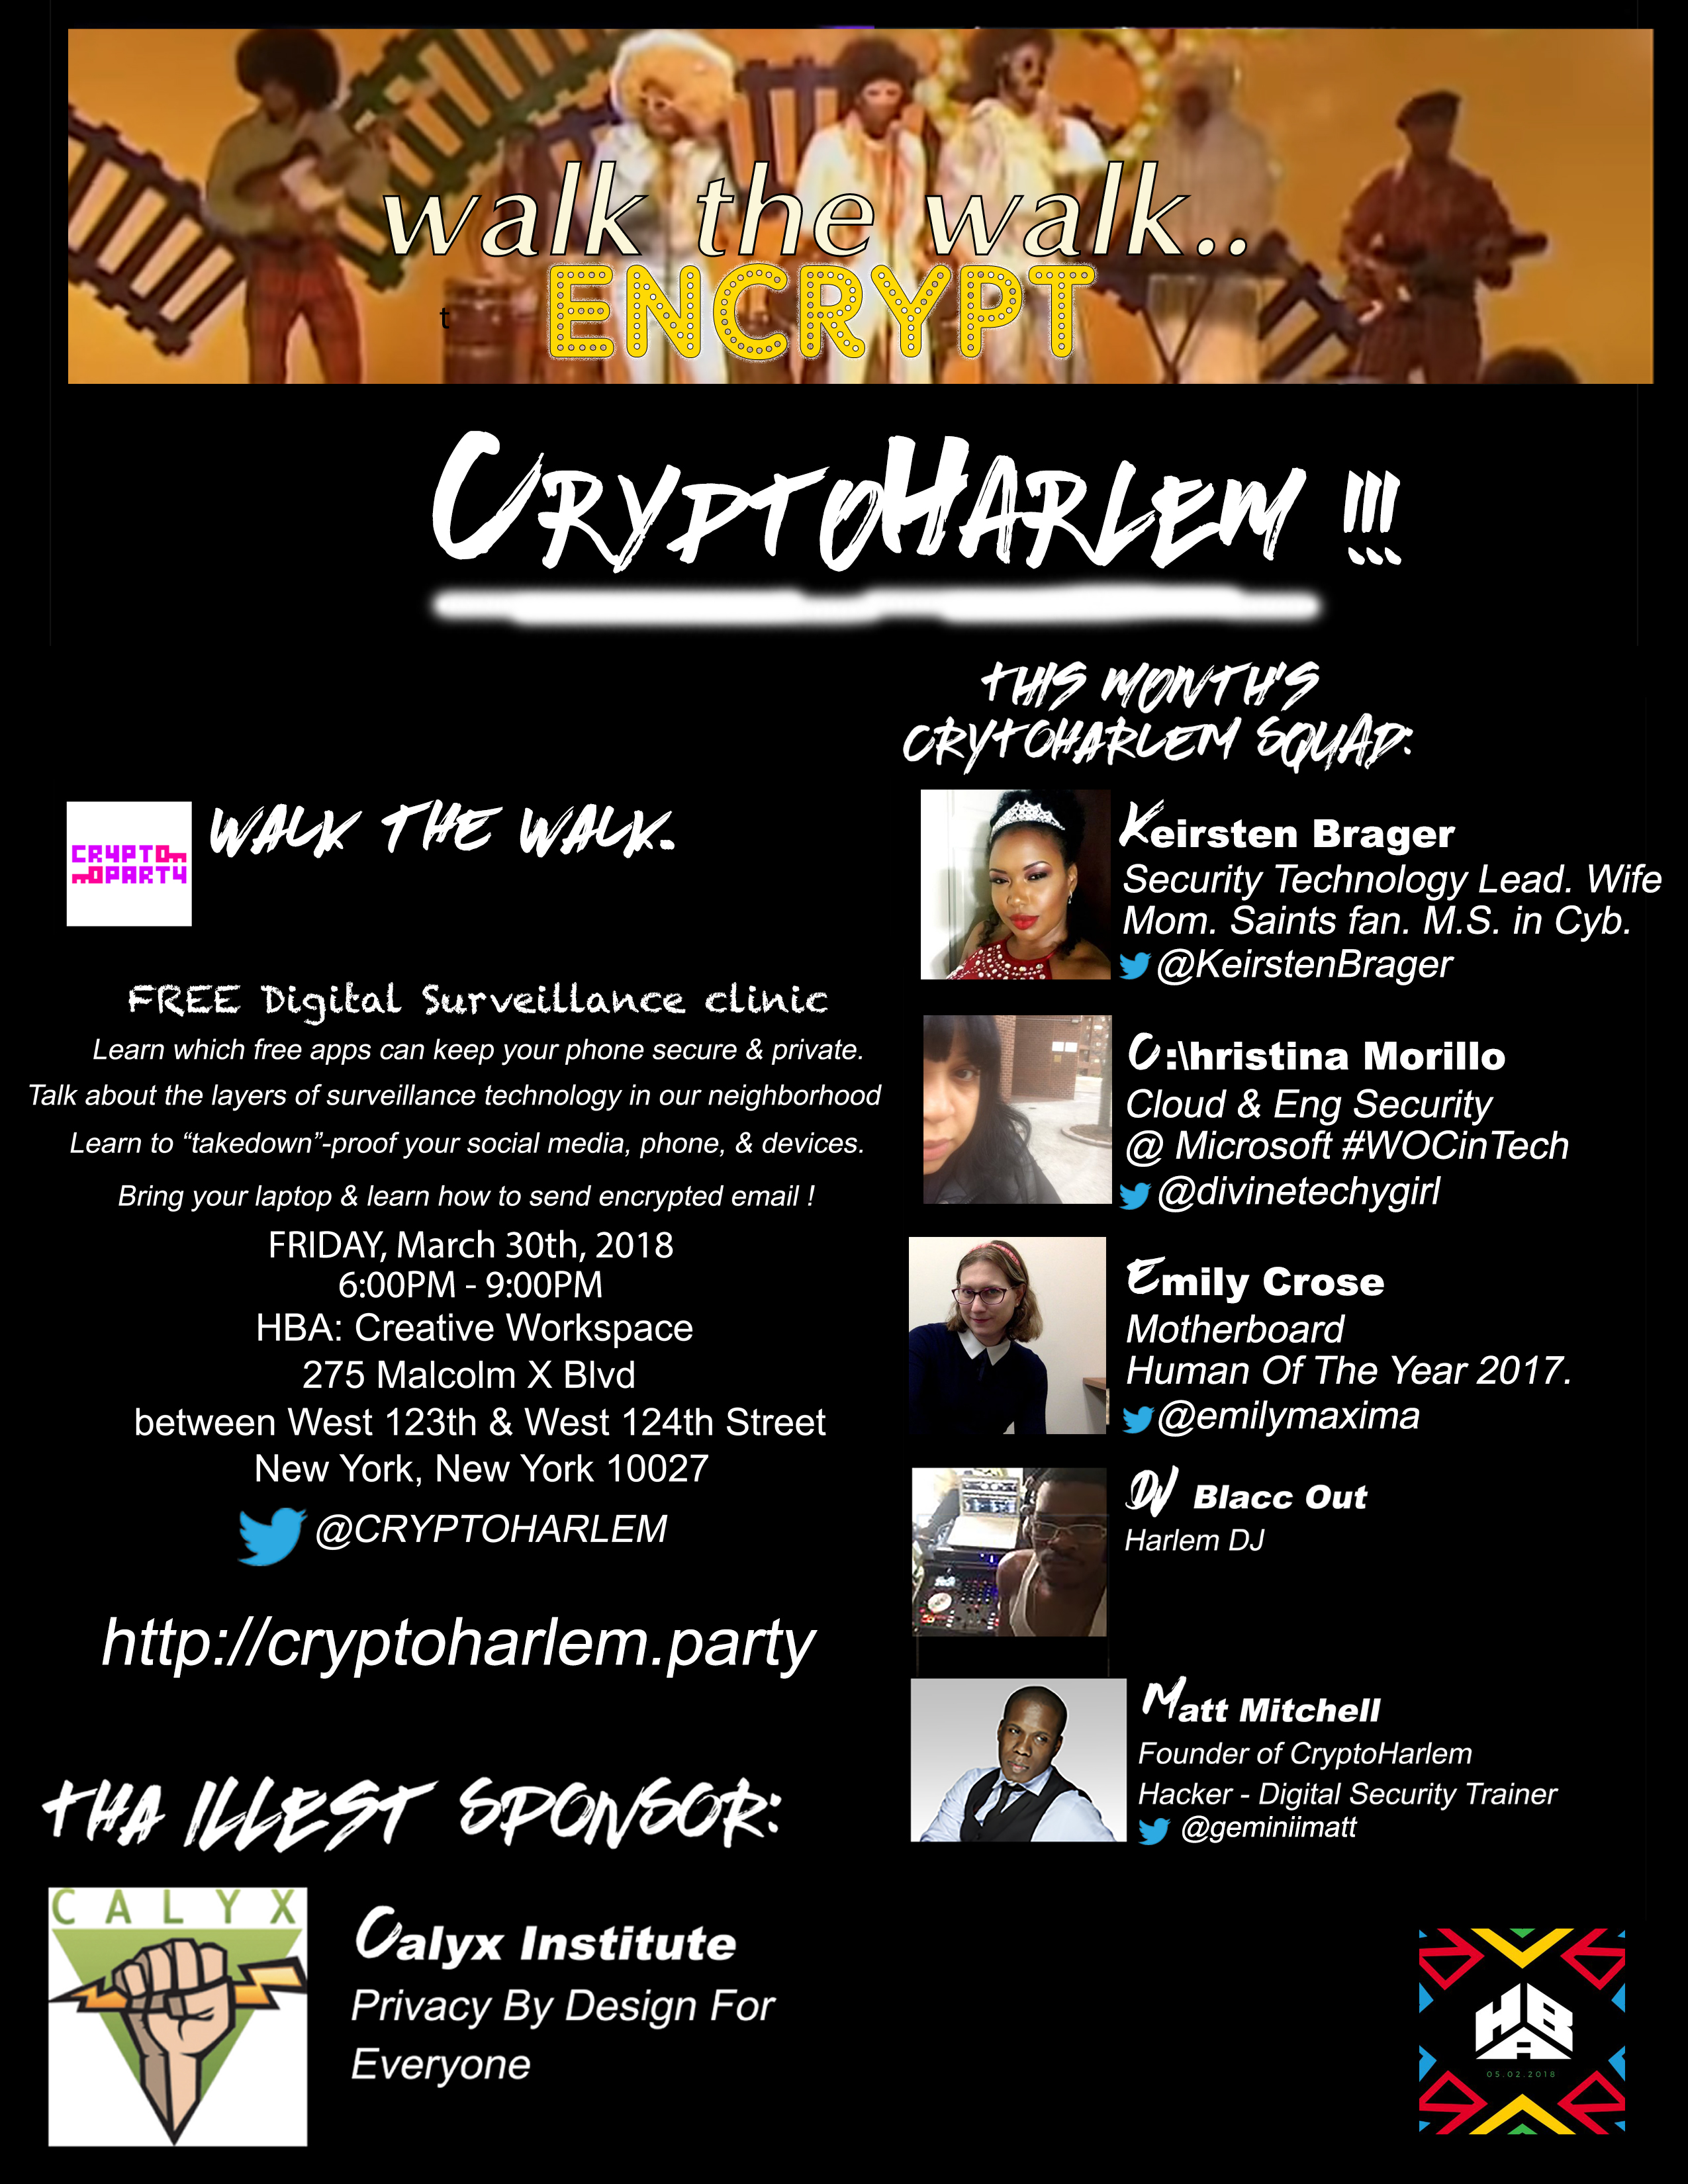 walk the walk..
t
ENCRYPT
CRYPTOHARLEM !!!
THIS MONTH'S
CRYTOHARLEM SQUAD:
CRYPTO
PARTY
WALK THE WALK.
FREE Digital Surveillance clinic
Learn which free apps can keep your phone secure & private.
Talk about the layers of surveillance technology in our neighborhood
Learn to “takedown”-proof your social media, phone, & devices.
Bring your laptop & learn how to send encrypted email !
FRIDAY, March 30th, 2018
6:00PM - 9:00PM
HBA: Creative Workspace
275 Malcolm X Blvd
between West 123th & West 124th Street
New York, New York 10027
@CRYPTOHARLEM
http://cryptoharlem.party
Keirsten Brager
Security Technology Lead. Wife
Mom. Saints fan. M.S. in Cyb.
@KeirstenBrager
C:\hristina Morillo
Cloud & Eng Security
@ Microsoft #WOCinTech
@divinetechygirl
Emily Crose
Motherboard
Human Of The Year 2017.
@emilymaxima
DJ Blacc Out
Harlem DJ
Matt Mitchell
Founder of CryptoHarlem
Hacker - Digital Security Trainer
@geminiimatt
THA ILLEST SPONSOR:
CALYX
Calyx Institute
Privacy By Design For
Everyone
HBA
05.02.2018